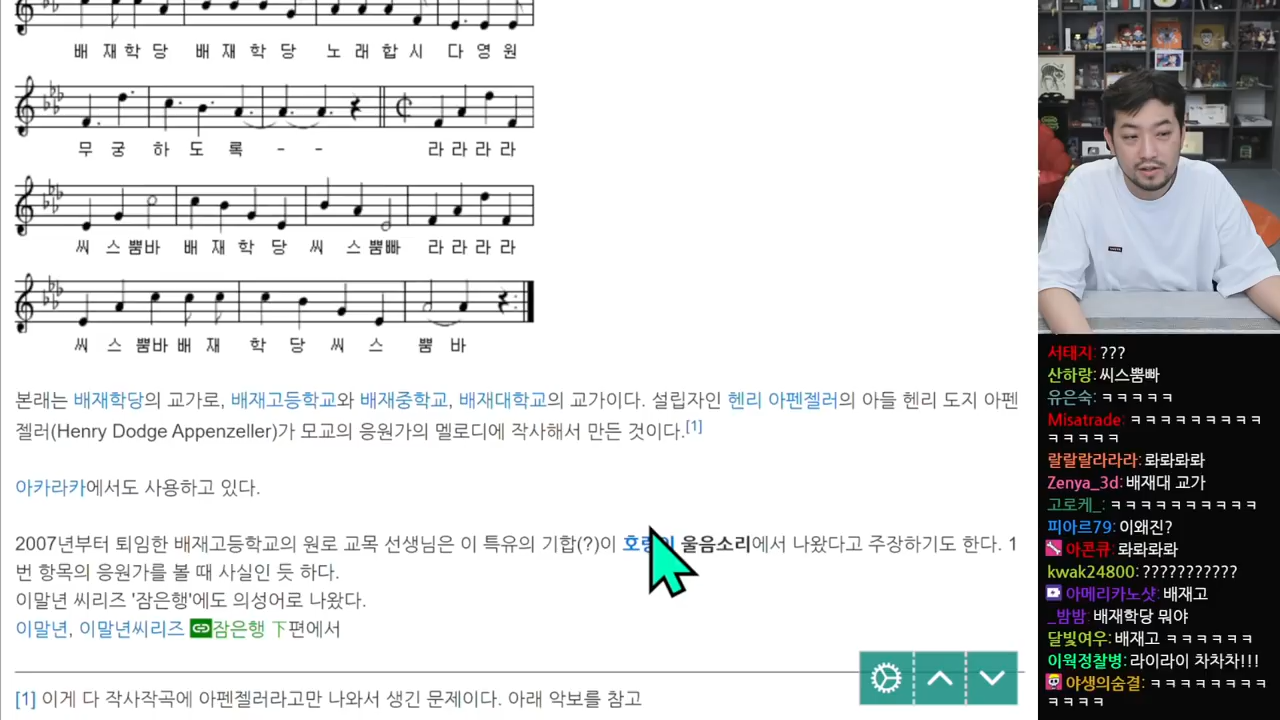 배 재 학 당 배 재 학 당 노 래 합 시 다 영 원
무 궁 하 도 록 - - 라 라 라 라
씨 스 뿜 바 배 재 학 당 씨 스 뿜 빠 라 라 라 라
씨 스 뿜 바 배 재 학 당 씨 스 뿜 바
본래는 배재학당의 교가로, 배재고등학교와 배재중학교, 배재대학교의 교가이다. 설립자인 헨리 아펜젤러의 아들 헨리 도지 아펜
젤러(Henry Dodge Appenzeller)가 모교의 응원가의 멜로디에 작사해서 만든 것이다.[1]
아카라카에서도 사용하고 있다.
2007년부터 퇴임한 배재고등학교의 원로 교목 선생님은 이 특유의 기합(?)이 호랑이 울음소리에서 나왔다고 주장하기도 한다. 1
번 항목의 응원가를 볼 때 사실인 듯 하다.
이말년 씨리즈 '잠은행'에도 의성어로 나왔다.
이말년, 이말년씨리즈 잠은행 下편에서
[1] 이게 다 작사작곡에 아펜젤러라고만 나와서 생긴 문제이다. 아래 악보를 참고
서태지: ???
산하랑: 씨스뿜빠
유은숙: ㅋㅋㅋㅋㅋ
Misatrade: ㅋㅋㅋㅋㅋㅋㅋㅋㅋ
ㅋㅋㅋㅋㅋ
랄랄랄라라라: 롸롸롸롸
Zenya_3d: 배재대 교가
고로케_: ㅋㅋㅋㅋㅋㅋㅋㅋㅋㅋ
피아르79: 이왜진?
아콘큐: 롸롸롸롸
kwak24800: ???????????
아메리카노샷: 배재고
_밤밤: 배재학당 뭐야
달빛여우: 배재고 ㅋㅋㅋㅋㅋㅋ
이웍정찰병: 라이라이 차차차!!!
야생의숨결: ㅋㅋㅋㅋㅋㅋㅋㅋ
ㅋㅋㅋㅋ